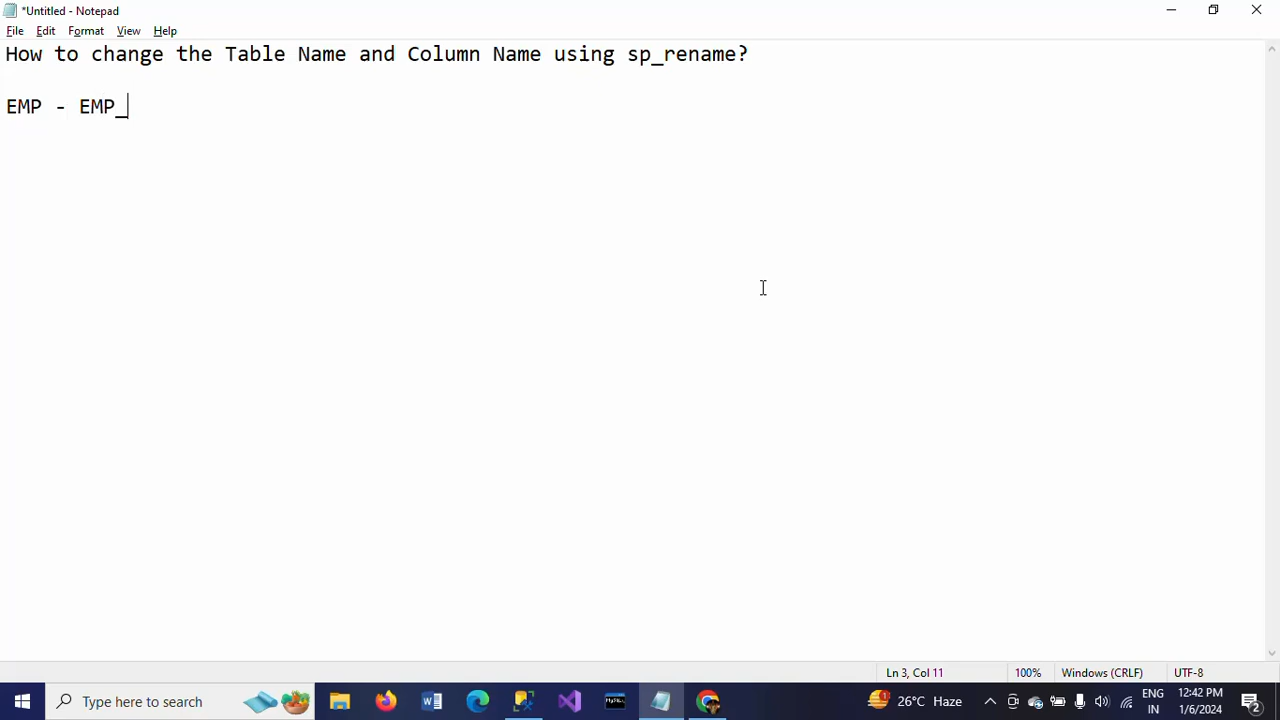 *Untitled - Notepad
File Edit Format View Help
How to change the Table Name and Column Name using sp_rename?
EMP - EMP_
Ln 3, Col 11 100% Windows (CRLF) UTF-8
Type here to search
1
26°C Haze
ENG
IN
12:42 PM
1/6/2024
2